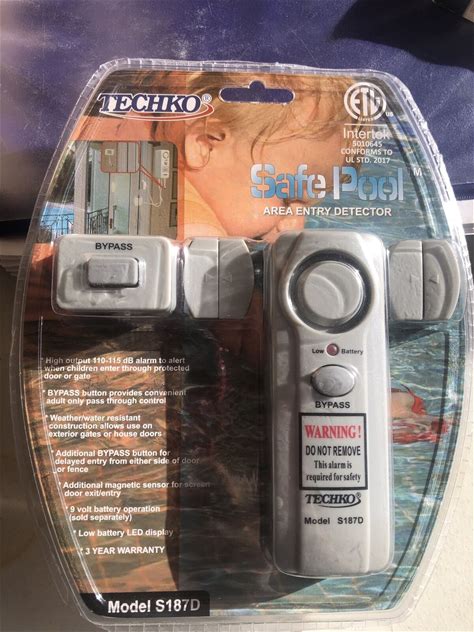 TECHKO®
ETL
LISTED
US
Intertek
5010645
CONFORMS TO
UL STD. 2017
Safe Pool™
AREA ENTRY DETECTOR
BYPASS
Low Battery
BYPASS
WARNING!
DO NOT REMOVE
This alarm is
required for safety
TECHKO®
Model S187D
* High output 110-115 dB alarm to alert
when children enter through protected
door or gate
* BYPASS button provides convenient
adult only pass through control
* Weather/water resistant
construction allows use on
exterior gates or house doors
* Additional BYPASS button for
delayed entry from either side of door
or fence
* Additional magnetic sensor for screen
door exit/entry
* 9 volt battery operation
(sold separately)
* Low battery LED display
* 3 YEAR WARRANTY
Model S187D